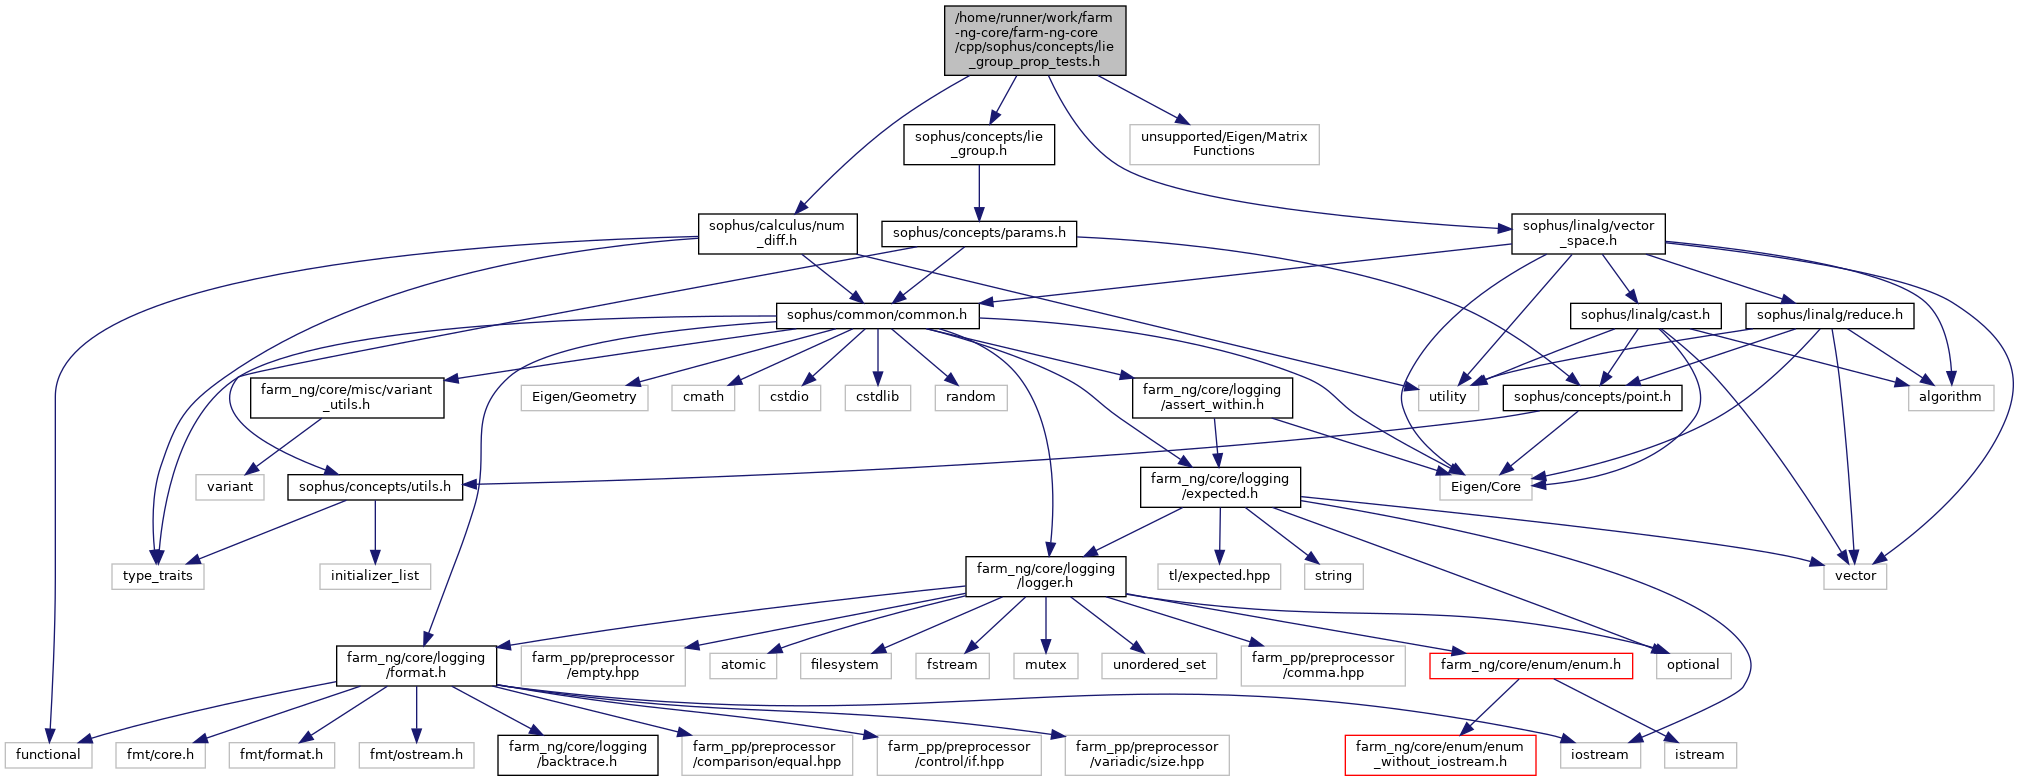 /home/runner/work/farm
-ng-core/farm-ng-core
/cpp/sophus/concepts/lie
_group_prop_tests.h
sophus/concepts/lie
_group.h
unsupported/Eigen/Matrix
Functions
sophus/calculus/num
_diff.h
sophus/concepts/params.h
sophus/linalg/vector
_space.h
sophus/common/common.h
sophus/linalg/cast.h
sophus/linalg/reduce.h
farm_ng/core/misc/variant
_utils.h
Eigen/Geometry
cmath
cstdio
cstdlib
random
farm_ng/core/logging
/assert_within.h
utility
sophus/concepts/point.h
algorithm
variant
sophus/concepts/utils.h
farm_ng/core/logging
/expected.h
Eigen/Core
type_traits
initializer_list
farm_ng/core/logging
/logger.h
tl/expected.hpp
string
vector
farm_ng/core/logging
/format.h
farm_pp/preprocessor
/empty.hpp
atomic
filesystem
fstream
mutex
unordered_set
farm_pp/preprocessor
/comma.hpp
farm_ng/core/enum/enum.h
optional
functional
fmt/core.h
fmt/format.h
fmt/ostream.h
farm_ng/core/logging
/backtrace.h
farm_pp/preprocessor
/comparison/equal.hpp
farm_pp/preprocessor
/control/if.hpp
farm_pp/preprocessor
/variadic/size.hpp
farm_ng/core/enum/enum
_without_iostream.h
iostream
istream